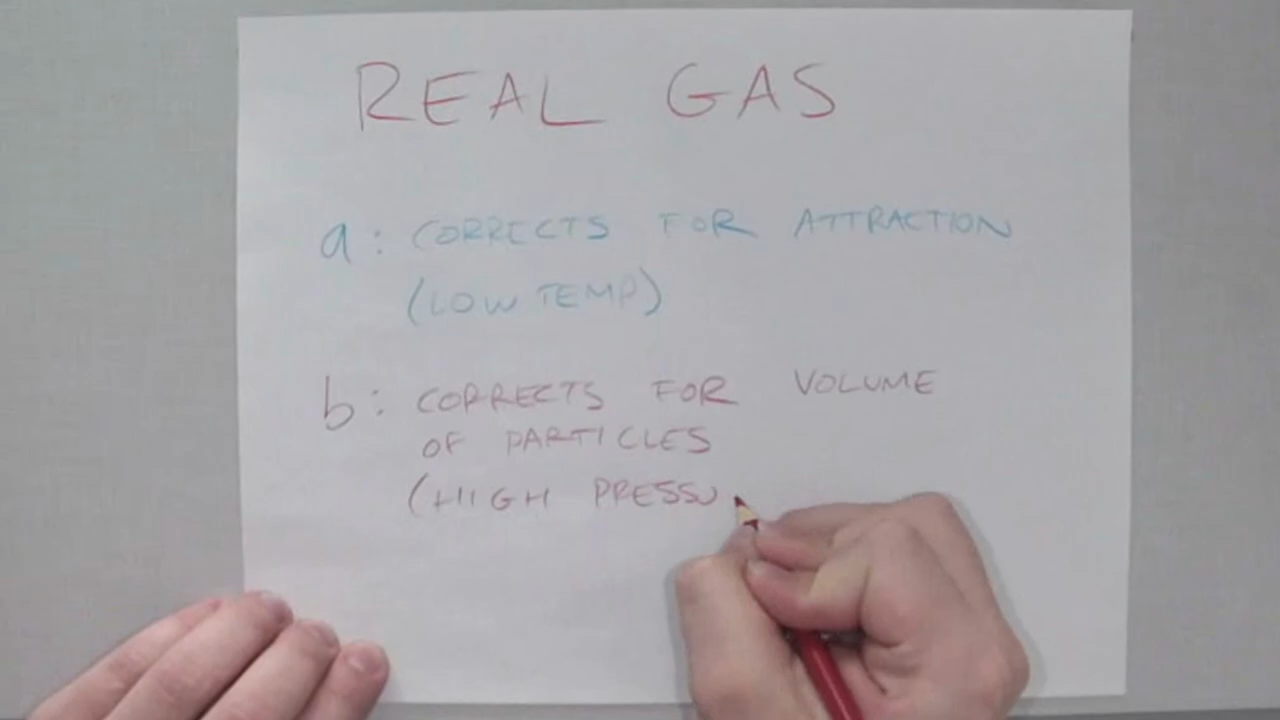 REAL GAS
a: CORRECTS FOR ATTRACTION
(LOW TEMP)
b: CORRECTS FOR VOLUME
OF PARTICLES
(HIGH PRESSU